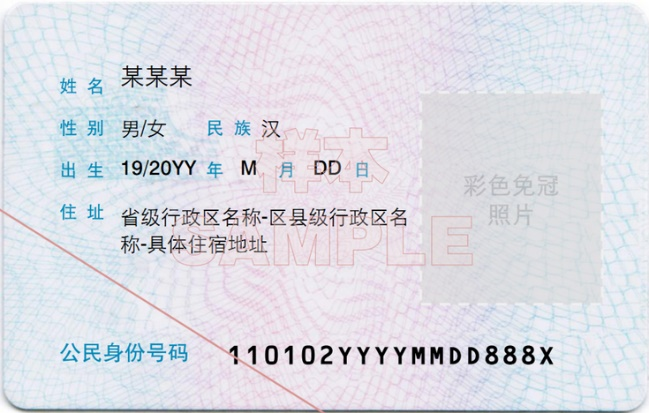 姓名 某某某
性别 男/女 民族 汉
出生 19/20YY 年 M 月 DD 日
样本
彩色免冠
照片
住址 省级行政区名称-区县级行政区名
称-具体住宿地址
SAMPLE
公民身份号码 110102YYYYMMDD888X